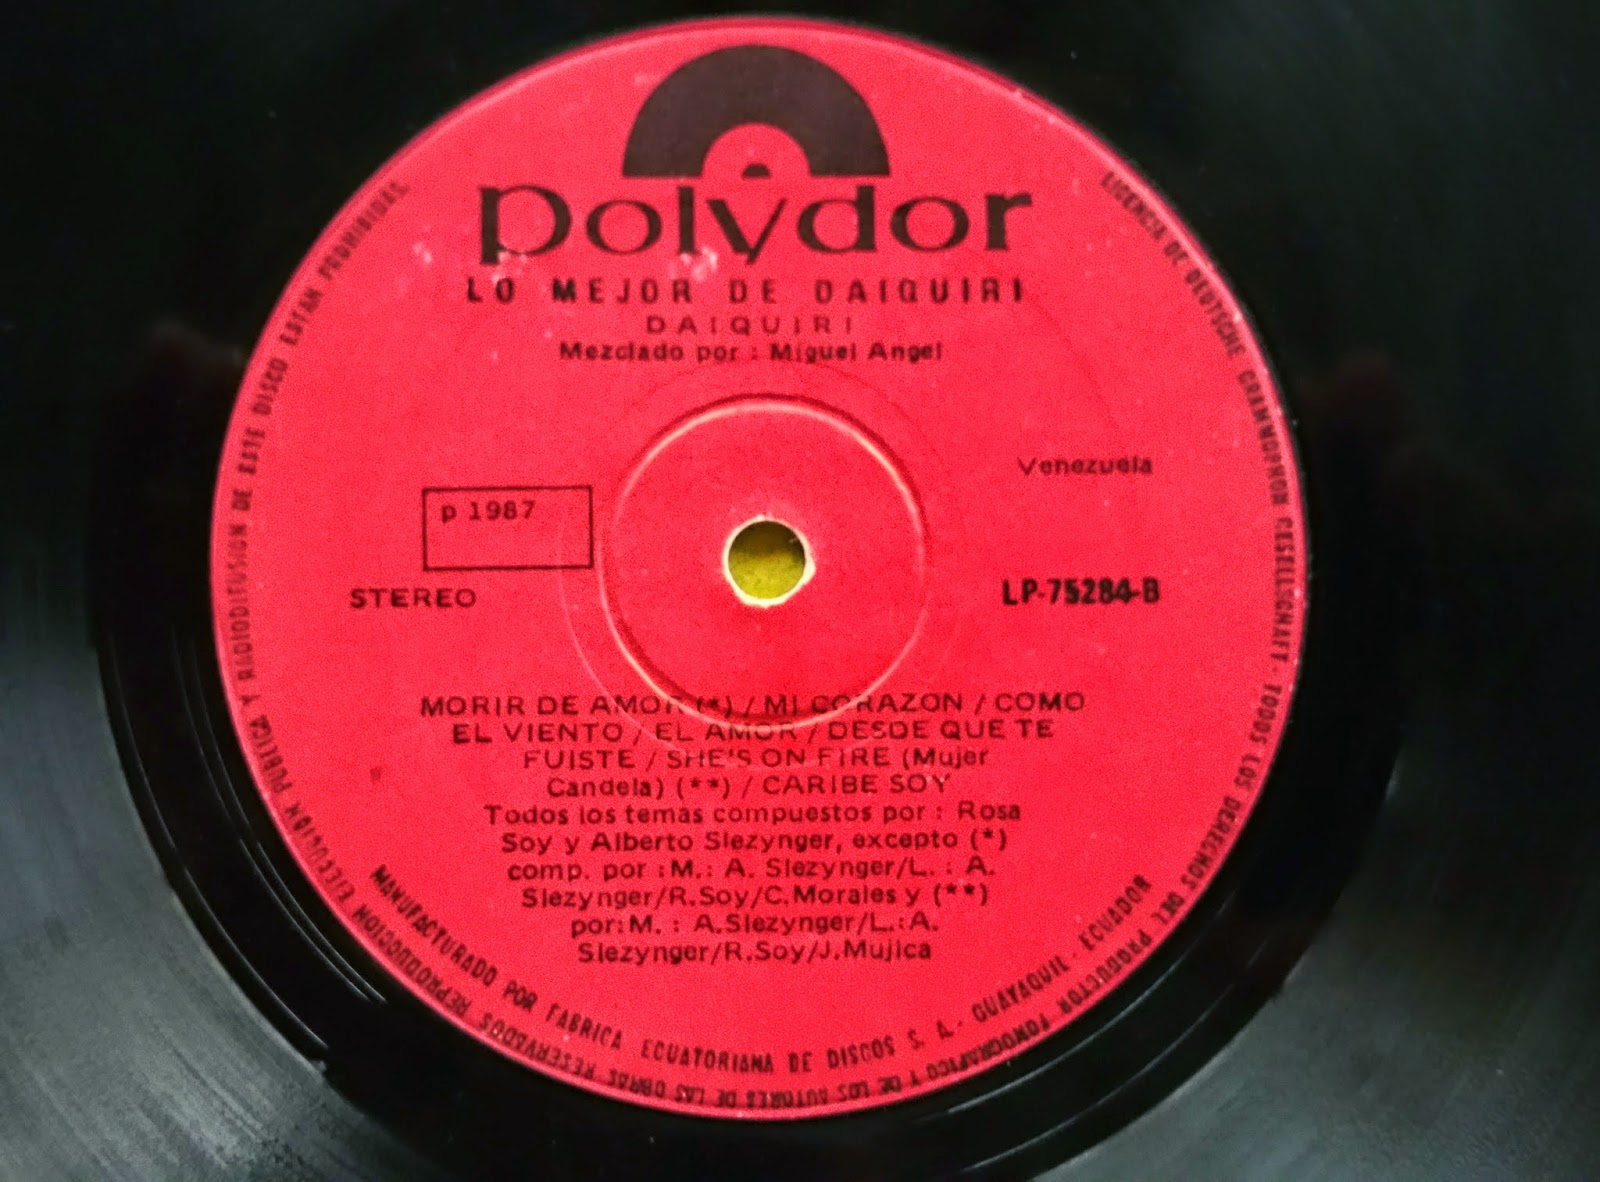 polydor
LO MEJOR DE DAIQUIRI
DAIQUIRI
Mezclado por : Miguel Angel
Venezuela
p 1987
STEREO
LP-75284-B
MORIR DE AMOR (*) / MI CORAZON / COMO
EL VIENTO / EL AMOR / DESDE QUE TE
FUISTE / SHE'S ON FIRE (Mujer
Candela) (**) / CARIBE SOY
Todos los temas compuestos por : Rosa
Soy y Alberto Slezynger, excepto (*)
comp. por :M.: A. Slezynger/L. : A.
Slezynger/R.Soy/C.Morales y (**)
por:M. : A.Slezynger/L.:A.
Slezynger/R.Soy/J.Mujica
MANUFACTURADO POR FABRICA ECUATORIANA DE DISCOS S. A. - GUAYAQUIL - ECUADOR
LICENCIA DE DEUTSCHE GRAMMOPHON GESELLSCHAFT - TODOS LOS DERECHOS DEL PRODUCTOR FONOGRAFICO Y DE LOS AUTORES DE LAS OBRAS RESERVADOS REPRODUCCION EJECUCION PUBLICA Y RADIODIFUSION DE ESTE DISCO ESTAN PROHIBIDAS.